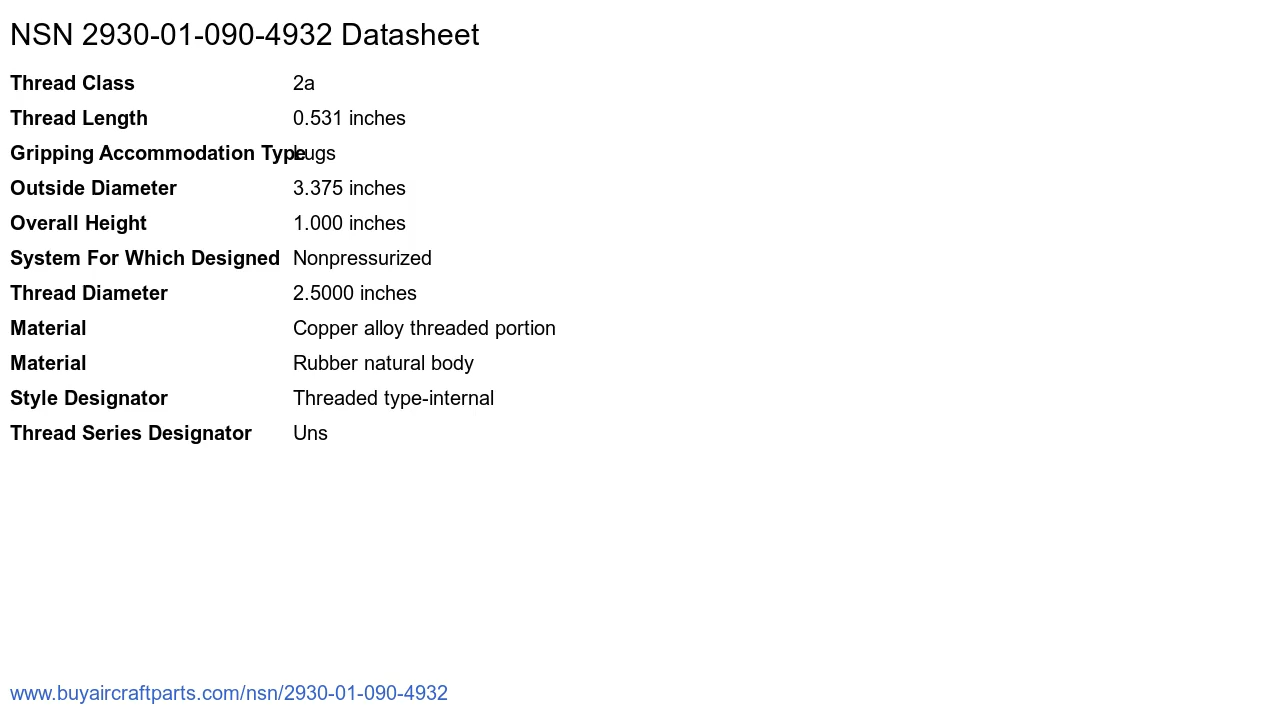 NSN 2930-01-090-4932 Datasheet
Thread Class 2a
Thread Length 0.531 inches
Gripping Accommodation Type Lugs
Outside Diameter 3.375 inches
Overall Height 1.000 inches
System For Which Designed Nonpressurized
Thread Diameter 2.5000 inches
Material Copper alloy threaded portion
Material Rubber natural body
Style Designator Threaded type-internal
Thread Series Designator Uns
www.buyaircraftparts.com/nsn/2930-01-090-4932